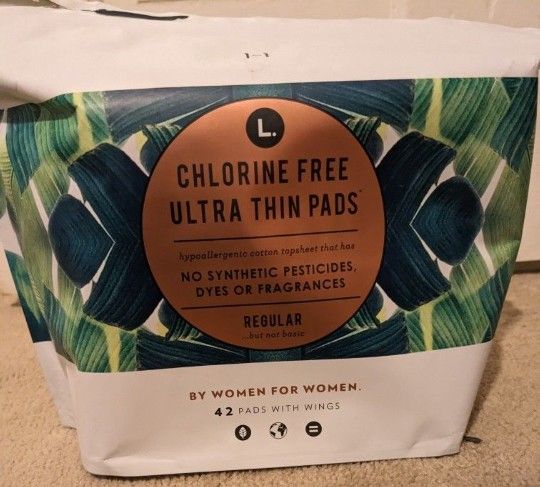 L.
CHLORINE FREE
ULTRA THIN PADS*
hypoallergenic cotton topsheet that has
NO SYNTHETIC PESTICIDES,
DYES OR FRAGRANCES
REGULAR
...but not basic
BY WOMEN FOR WOMEN.
42 PADS WITH WINGS